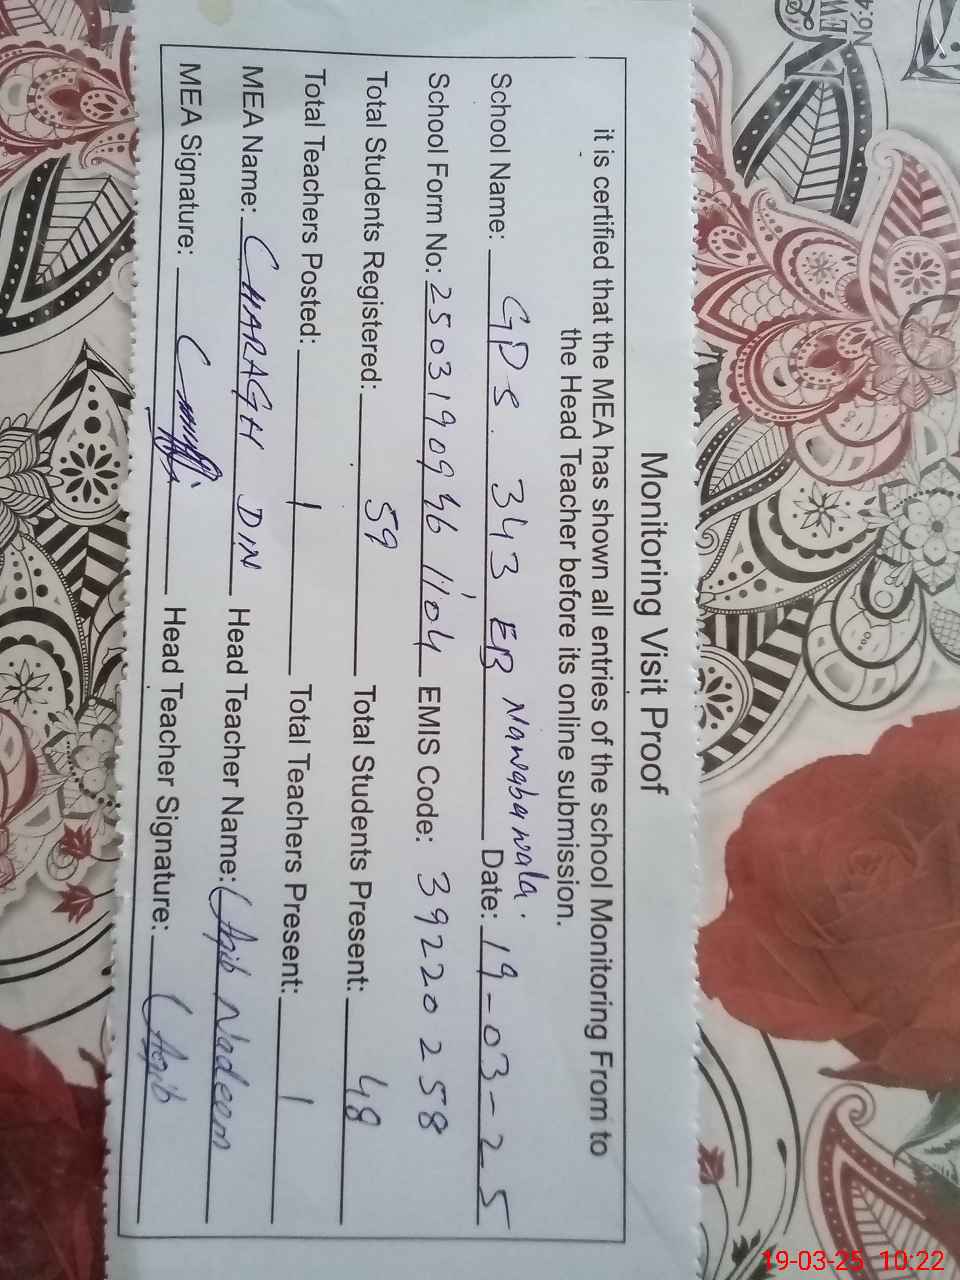 Monitoring Visit Proof
it is certified that the MEA has shown all entries of the school Monitoring From to
the Head Teacher before its online submission.
School Name: GPS. 343 EB Nawabawala. Date: 19-03-25
School Form No: 2503190946 11041 EMIS Code: 39220258
Total Students Registered: 59 Total Students Present: 48
Total Teachers Posted: 1 Total Teachers Present: 1
MEA Name: CHARAGH DIN Head Teacher Name: Aqib Nadeem
MEA Signature: Head Teacher Signature: Aqib
19-03-25 10:22